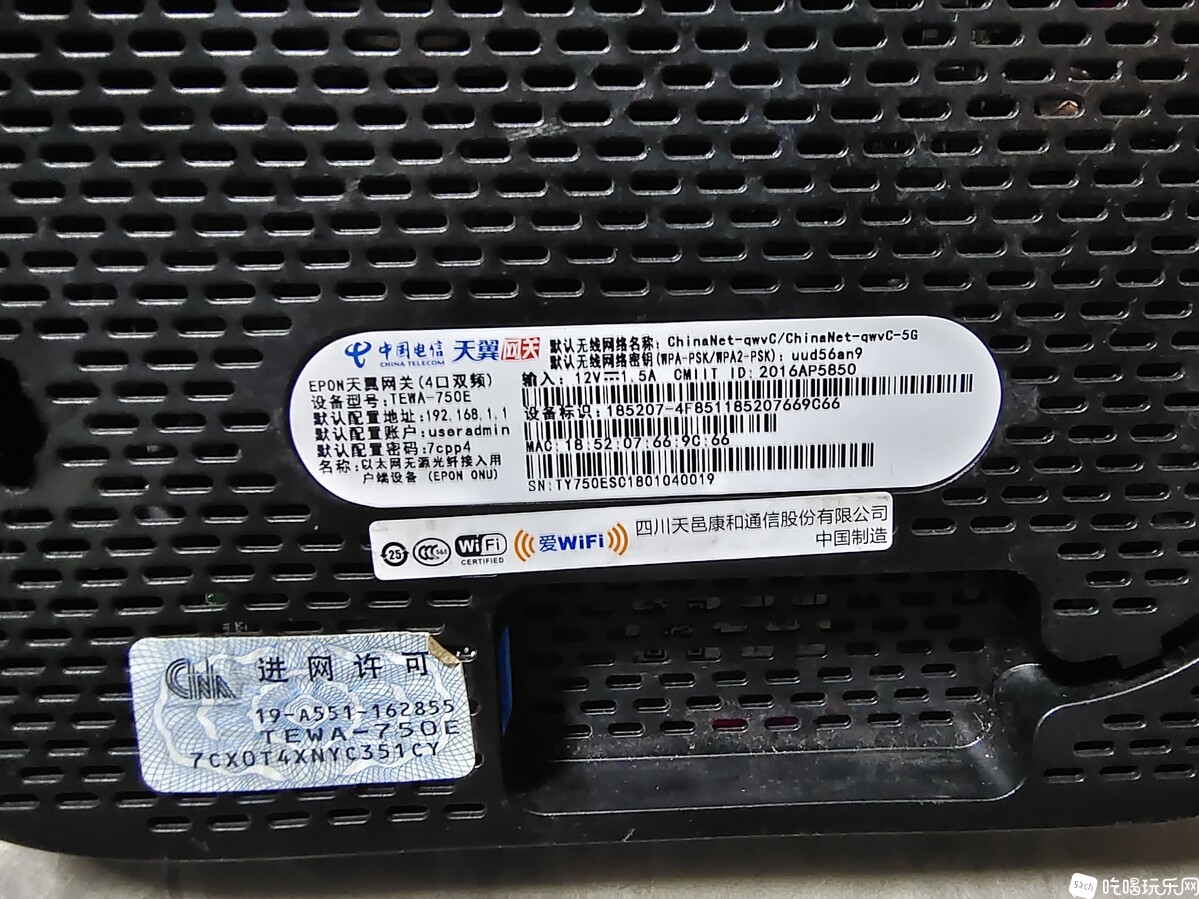 中国电信
CHINA TELECOM
天翼网关
EPON天翼网关(4口双频)
设备型号:TEWA-750E
默认配置地址:192.168.1.1
默认配置账户:useradmin
默认配置密码:7cpp4
名称:以太网无源光纤接入用
户端设备 (EPON ONU)
默认无线网络名称: ChinaNet-qwvC/ChinaNet-qwvC-5G
默认无线网络密钥(WPA-PSK/WPA2-PSK): uud56an9
输入: 12V⎓1.5A CMIIT ID: 2016AP5850
设备标识:185207-4F851185207669C66
MAC:18:52:07:66:9C:66
SN:TY750ESC1801040019
25
CCC S&E
Wi Fi
CERTIFIED
爱WiFi
四川天邑康和通信股份有限公司
中国制造
CNA 进网许可
19-A551-162855
TEWA-750E
7CX0T4XNYC351CY
sach 吃喝玩乐网